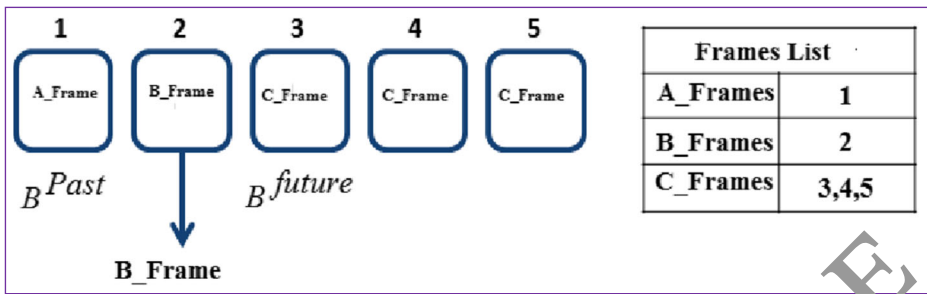 1 2 3 4 5
A_Frame B_Frame C_Frame C_Frame C_Frame
B Past B future
B_Frame
Frames List
A_Frames 1
B_Frames 2
C_Frames 3,4,5
E